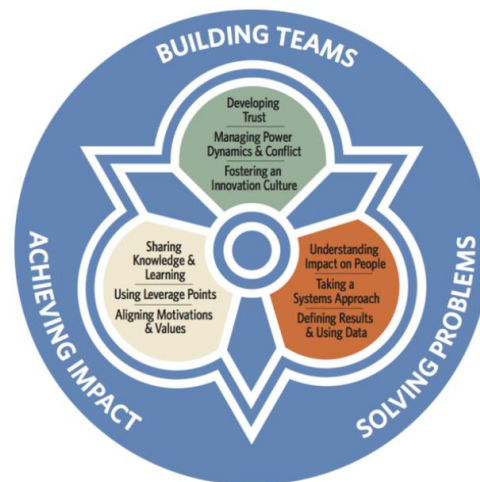 BUILDING TEAMS
Developing
Trust
Managing Power
Dynamics & Conflict
Fostering an
Innovation Culture
ACHIEVING IMPACT
Sharing
Knowledge &
Learning
Using Leverage Points
Aligning Motivations
& Values
Understanding
Impact on People
Taking a
Systems Approach
Defining Results
& Using Data
SOLVING PROBLEMS